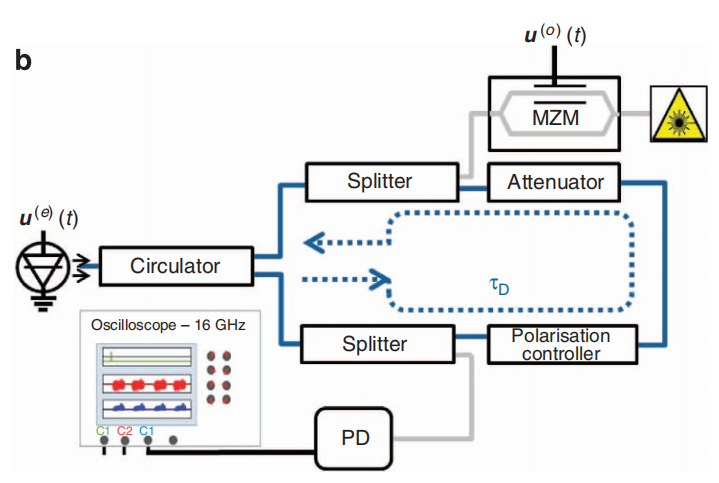 b
u(o) (t)
MZM
Splitter
Attenuator
u(e) (t)
Circulator
τD
Oscilloscope – 16 GHz
Splitter
Polarisation
controller
C1 C2 C1
PD